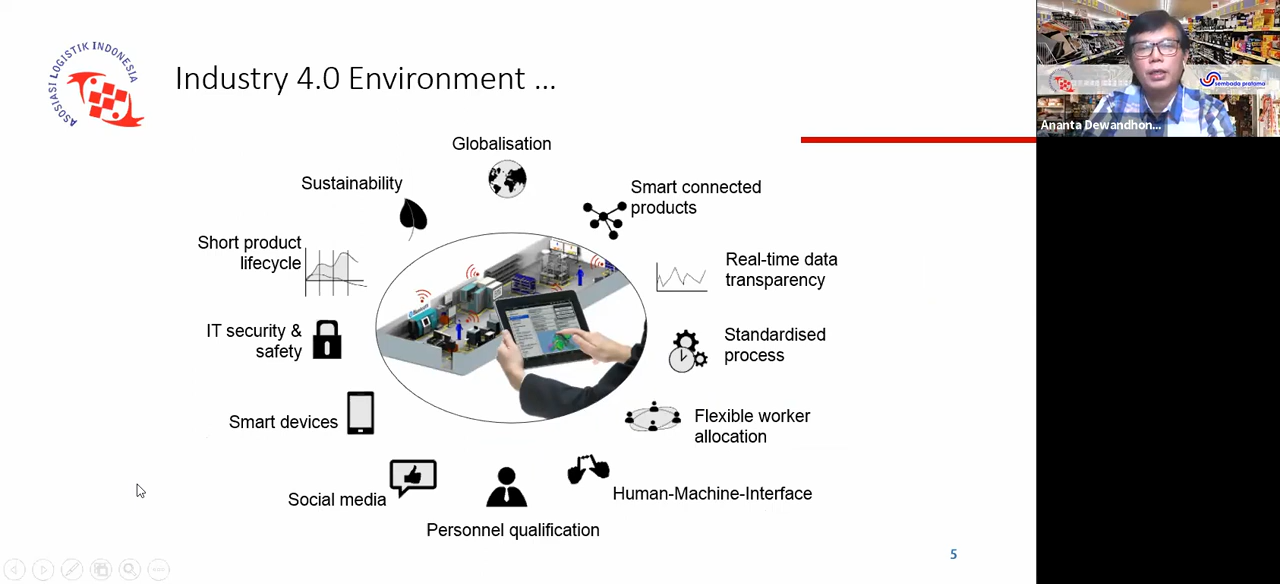 ASOSIASI LOGISTIK INDONESIA
Industry 4.0 Environment ...
Globalisation
Sustainability
Smart connected
products
Short product
lifecycle
Real-time data
transparency
IT security &
safety
Standardised
process
Smart devices
Flexible worker
allocation
Social media
Human-Machine-Interface
Personnel qualification
5
sembada pratama
Ananta Dewandhon...